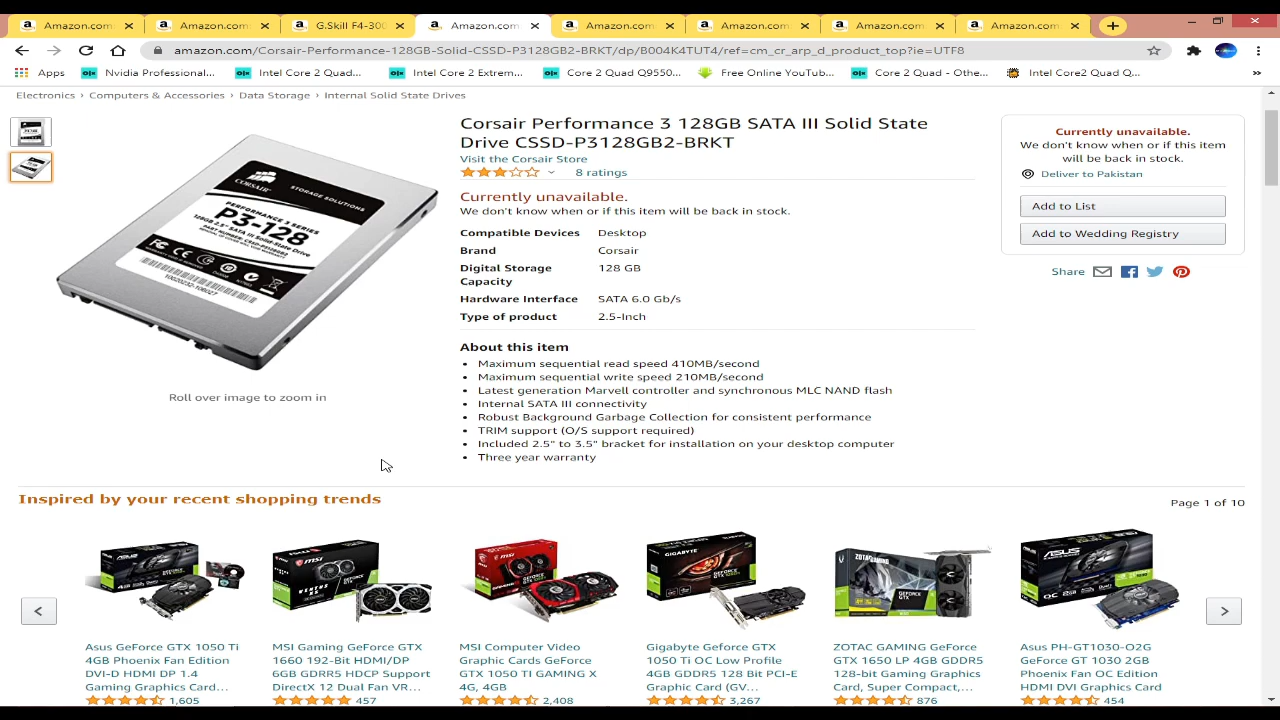 Amazon.com
Amazon.com
G.Skill F4-300
Amazon.com
Amazon.com
Amazon.com
Amazon.com
Amazon.com
amazon.com/Corsair-Performance-128GB-Solid-CSSD-P3128GB2-BRKT/dp/B004K4TUT4/ref=cm_cr_arp_d_product_top?ie=UTF8
Apps Nvidia Professional... Intel Core 2 Quad... Intel Core 2 Extrem... Core 2 Quad Q9550... Free Online YouTub... Core 2 Quad - Othe... Intel Core2 Quad Q... »
Electronics › Computers & Accessories › Data Storage › Internal Solid State Drives
CORSAIR
STORAGE SOLUTIONS
PERFORMANCE 3 SERIES
P3-128
128GB 2.5" SATA III Solid-State Drive
PART NUMBER: CSSD-P3128GB2
Roll over image to zoom in
Corsair Performance 3 128GB SATA III Solid State
Drive CSSD-P3128GB2-BRKT
Visit the Corsair Store
8 ratings
Currently unavailable.
We don't know when or if this item will be back in stock.
Compatible Devices Desktop
Brand Corsair
Digital Storage 128 GB
Capacity
Hardware Interface SATA 6.0 Gb/s
Type of product 2.5-Inch
About this item
• Maximum sequential read speed 410MB/second
• Maximum sequential write speed 210MB/second
• Latest generation Marvell controller and synchronous MLC NAND flash
• Internal SATA III connectivity
• Robust Background Garbage Collection for consistent performance
• TRIM support (O/S support required)
• Included 2.5" to 3.5" bracket for installation on your desktop computer
• Three year warranty
Currently unavailable.
We don't know when or if this item
will be back in stock.
Deliver to Pakistan
Add to List
Add to Wedding Registry
Share
Inspired by your recent shopping trends
Page 1 of 10
Asus GeForce GTX 1050 Ti
4GB Phoenix Fan Edition
DVI-D HDMI DP 1.4
Gaming Graphics Card...
1,605
MSI Gaming GeForce GTX
1660 192-Bit HDMI/DP
6GB GDRR5 HDCP Support
DirectX 12 Dual Fan VR...
457
MSI Computer Video
Graphic Cards GeForce
GTX 1050 TI GAMING X
4G, 4GB
2,408
Gigabyte Geforce GTX
1050 Ti OC Low Profile
4GB GDDR5 128 Bit PCI-E
Graphic Card (GV...
3,267
ZOTAC GAMING GeForce
GTX 1650 LP 4GB GDDR5
128-bit Gaming Graphics
Card, Super Compact,...
876
Asus PH-GT1030-O2G
GeForce GT 1030 2GB
Phoenix Fan OC Edition
HDMI DVI Graphics Card
454